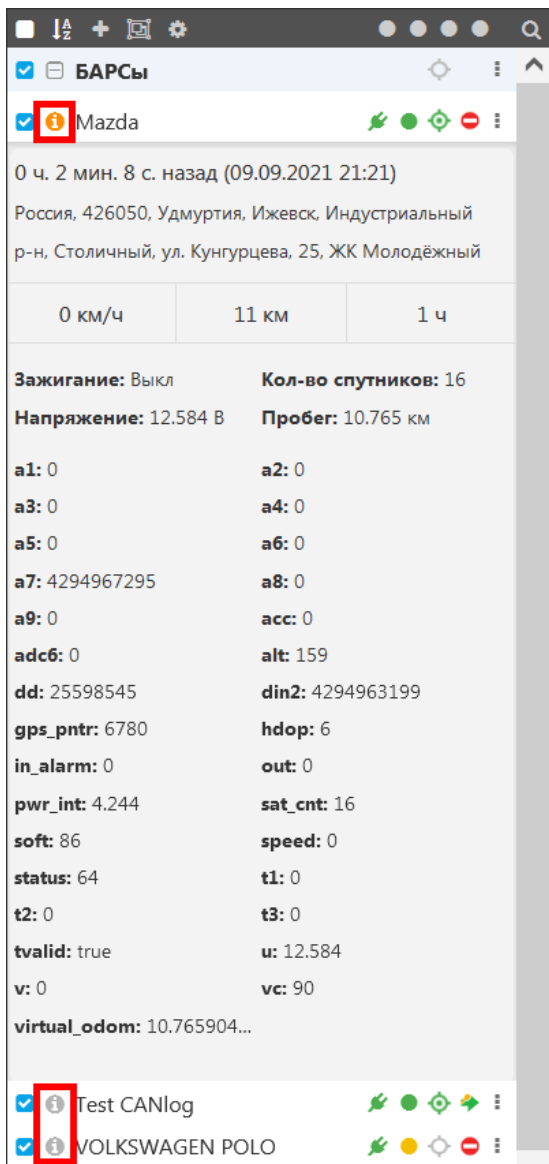 БАРСы
Mazda
0 ч. 2 мин. 8 с. назад (09.09.2021 21:21)
Россия, 426050, Удмуртия, Ижевск, Индустриальный
р-н, Столичный, ул. Кунгурцева, 25, ЖК Молодёжный
0 км/ч 11 км 1 ч
Зажигание: Выкл Кол-во спутников: 16
Напряжение: 12.584 В Пробег: 10.765 км
a1: 0 a2: 0
a3: 0 a4: 0
a5: 0 a6: 0
a7: 4294967295 a8: 0
a9: 0 acc: 0
adc6: 0 alt: 159
dd: 25598545 din2: 4294963199
gps_pntr: 6780 hdop: 6
in_alarm: 0 out: 0
pwr_int: 4.244 sat_cnt: 16
soft: 86 speed: 0
status: 64 t1: 0
t2: 0 t3: 0
tvalid: true u: 12.584
v: 0 vc: 90
virtual_odom: 10.765904...
Test CANlog
VOLKSWAGEN POLO